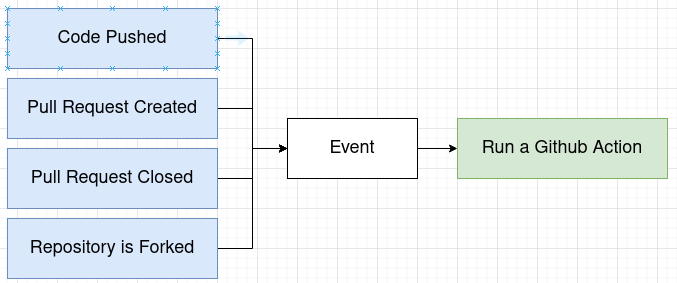 Code Pushed
Pull Request Created
Pull Request Closed
Repository is Forked
Event
Run a Github Action